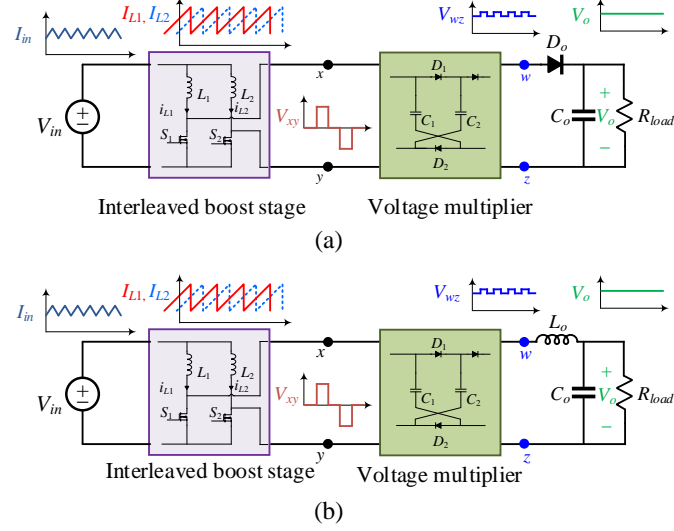 I_L1, I_L2
V_wz
V_o
I_in
D_o
x
D_1
w
L_1
L_2
i_L1
i_L2
V_in
S_1
S_2
V_xy
C_1
C_2
C_o
+
V_o
−
R_load
D_2
y
z
Interleaved boost stage
Voltage multiplier
(a)
I_L1, I_L2
V_wz
V_o
I_in
L_o
x
D_1
w
L_1
L_2
i_L1
i_L2
V_in
S_1
S_2
V_xy
C_1
C_2
C_o
+
V_o
−
R_load
D_2
y
z
Interleaved boost stage
Voltage multiplier
(b)